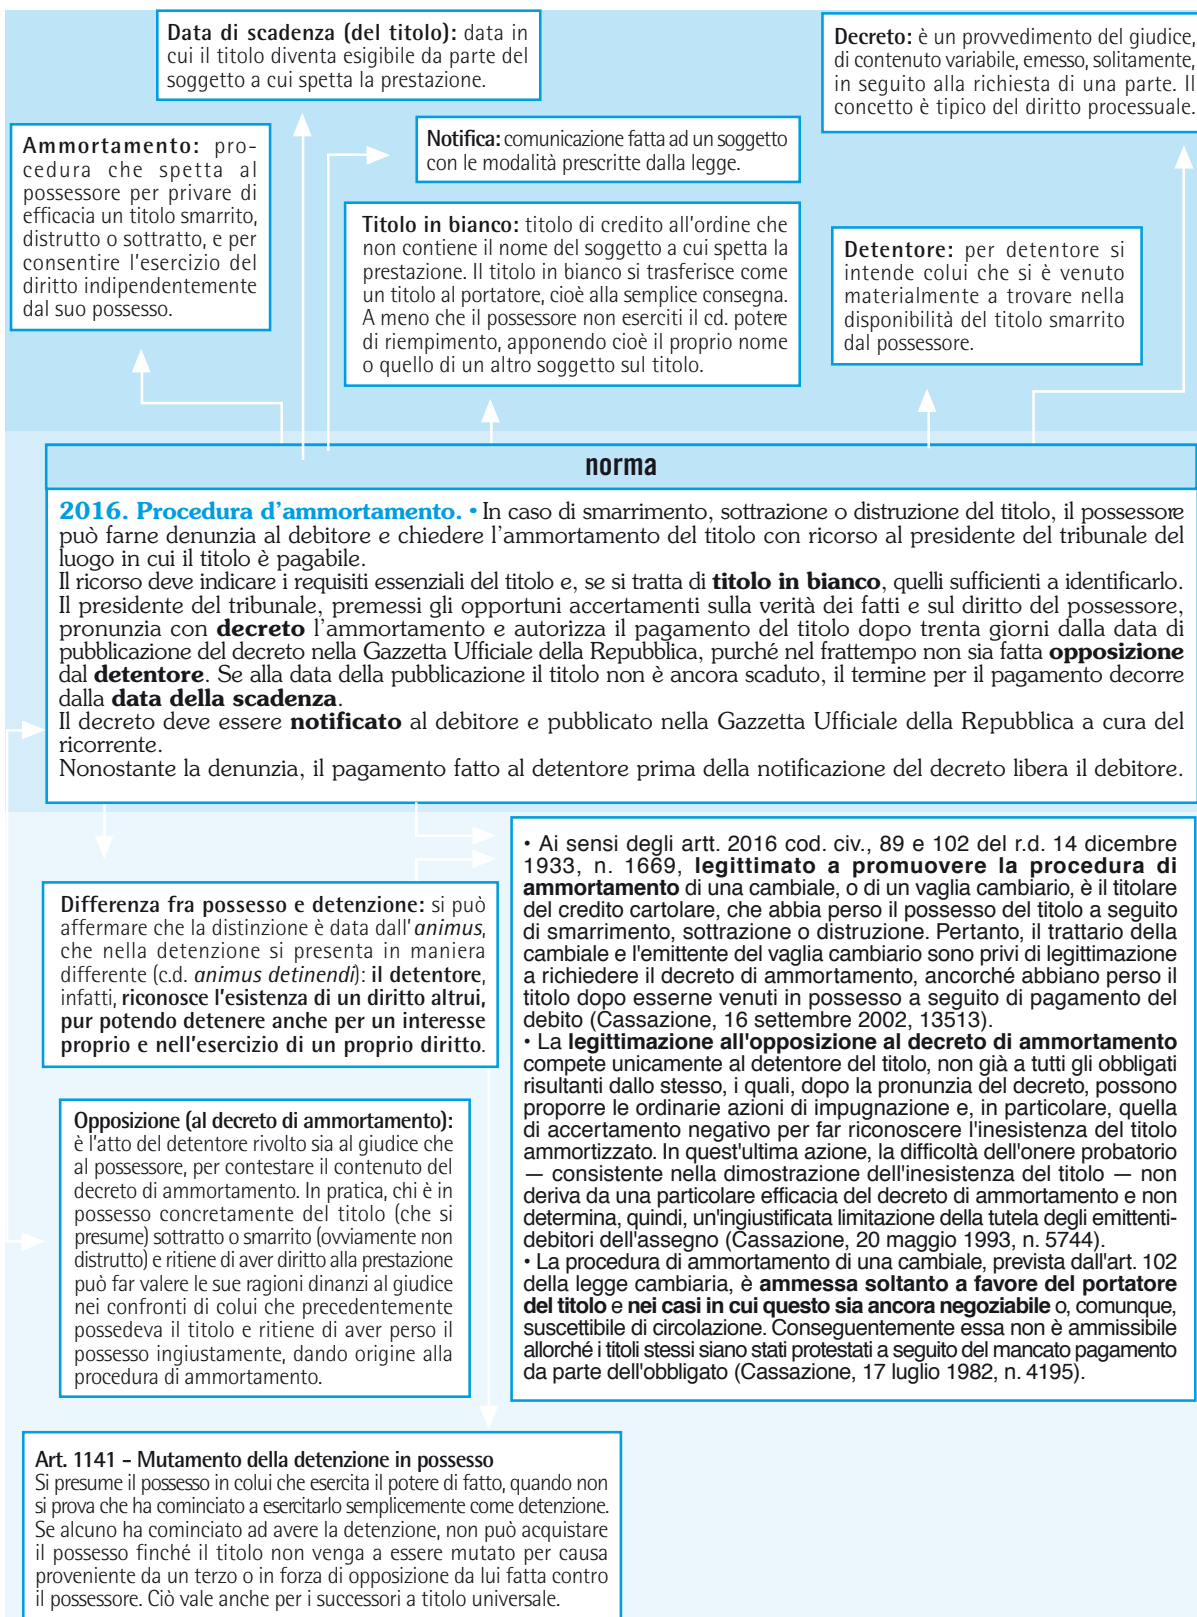 Data di scadenza (del titolo): data in
cui il titolo diventa esigibile da parte del
soggetto a cui spetta la prestazione.
Decreto: è un provvedimento del giudice,
di contenuto variabile, emesso, solitamente,
in seguito alla richiesta di una parte. Il
concetto è tipico del diritto processuale.
Ammortamento: pro-
cedura che spetta al
possessore per privare di
efficacia un titolo smarrito,
distrutto o sottratto, e per
consentire l'esercizio del
diritto indipendentemente
dal suo possesso.
Notifica: comunicazione fatta ad un soggetto
con le modalità prescritte dalla legge.
Titolo in bianco: titolo di credito all'ordine che
non contiene il nome del soggetto a cui spetta la
prestazione. Il titolo in bianco si trasferisce come
un titolo al portatore, cioè alla semplice consegna.
A meno che il possessore non eserciti il cd. potere
di riempimento, apponendo cioè il proprio nome
o quello di un altro soggetto sul titolo.
Detentore: per detentore si
intende colui che si è venuto
materialmente a trovare nella
disponibilità del titolo smarrito
dal possessore.
norma
2016. Procedura d'ammortamento. • In caso di smarrimento, sottrazione o distruzione del titolo, il possessore
può farne denunzia al debitore e chiedere l'ammortamento del titolo con ricorso al presidente del tribunale del
luogo in cui il titolo è pagabile.
Il ricorso deve indicare i requisiti essenziali del titolo e, se si tratta di titolo in bianco, quelli sufficienti a identificarlo.
Il presidente del tribunale, premessi gli opportuni accertamenti sulla verità dei fatti e sul diritto del possessore,
pronunzia con decreto l'ammortamento e autorizza il pagamento del titolo dopo trenta giorni dalla data di
pubblicazione del decreto nella Gazzetta Ufficiale della Repubblica, purché nel frattempo non sia fatta opposizione
dal detentore. Se alla data della pubblicazione il titolo non è ancora scaduto, il termine per il pagamento decorre
dalla data della scadenza.
Il decreto deve essere notificato al debitore e pubblicato nella Gazzetta Ufficiale della Repubblica a cura del
ricorrente.
Nonostante la denunzia, il pagamento fatto al detentore prima della notificazione del decreto libera il debitore.
Differenza fra possesso e detenzione: si può
affermare che la distinzione è data dall'animus,
che nella detenzione si presenta in maniera
differente (c.d. animus detinendi): il detentore,
infatti, riconosce l'esistenza di un diritto altrui,
pur potendo detenere anche per un interesse
proprio e nell'esercizio di un proprio diritto.
Opposizione (al decreto di ammortamento):
è l'atto del detentore rivolto sia al giudice che
al possessore, per contestare il contenuto del
decreto di ammortamento. In pratica, chi è in
possesso concretamente del titolo (che si
presume) sottratto o smarrito (ovviamente non
distrutto) e ritiene di aver diritto alla prestazione
può far valere le sue ragioni dinanzi al giudice
nei confronti di colui che precedentemente
possedeva il titolo e ritiene di aver perso il
possesso ingiustamente, dando origine alla
procedura di ammortamento.
• Ai sensi degli artt. 2016 cod. civ., 89 e 102 del r.d. 14 dicembre
1933, n. 1669, legittimato a promuovere la procedura di
ammortamento di una cambiale, o di un vaglia cambiario, è il titolare
del credito cartolare, che abbia perso il possesso del titolo a seguito
di smarrimento, sottrazione o distruzione. Pertanto, il trattario della
cambiale e l'emittente del vaglia cambiario sono privi di legittimazione
a richiedere il decreto di ammortamento, ancorché abbiano perso il
titolo dopo esserne venuti in possesso a seguito di pagamento del
debito (Cassazione, 16 settembre 2002, 13513).
• La legittimazione all'opposizione al decreto di ammortamento
compete unicamente al detentore del titolo, non già a tutti gli obbligati
risultanti dallo stesso, i quali, dopo la pronunzia del decreto, possono
proporre le ordinarie azioni di impugnazione e, in particolare, quella
di accertamento negativo per far riconoscere l'inesistenza del titolo
ammortizzato. In quest'ultima azione, la difficoltà dell'onere probatorio
— consistente nella dimostrazione dell'inesistenza del titolo — non
deriva da una particolare efficacia del decreto di ammortamento e non
determina, quindi, un'ingiustificata limitazione della tutela degli emittenti-
debitori dell'assegno (Cassazione, 20 maggio 1993, n. 5744).
• La procedura di ammortamento di una cambiale, prevista dall'art. 102
della legge cambiaria, è ammessa soltanto a favore del portatore
del titolo e nei casi in cui questo sia ancora negoziabile o, comunque,
suscettibile di circolazione. Conseguentemente essa non è ammissibile
allorché i titoli stessi siano stati protestati a seguito del mancato pagamento
da parte dell'obbligato (Cassazione, 17 luglio 1982, n. 4195).
Art. 1141 - Mutamento della detenzione in possesso
Si presume il possesso in colui che esercita il potere di fatto, quando non
si prova che ha cominciato a esercitarlo semplicemente come detenzione.
Se alcuno ha cominciato ad avere la detenzione, non può acquistare
il possesso finché il titolo non venga a essere mutato per causa
proveniente da un terzo o in forza di opposizione da lui fatta contro
il possessore. Ciò vale anche per i successori a titolo universale.